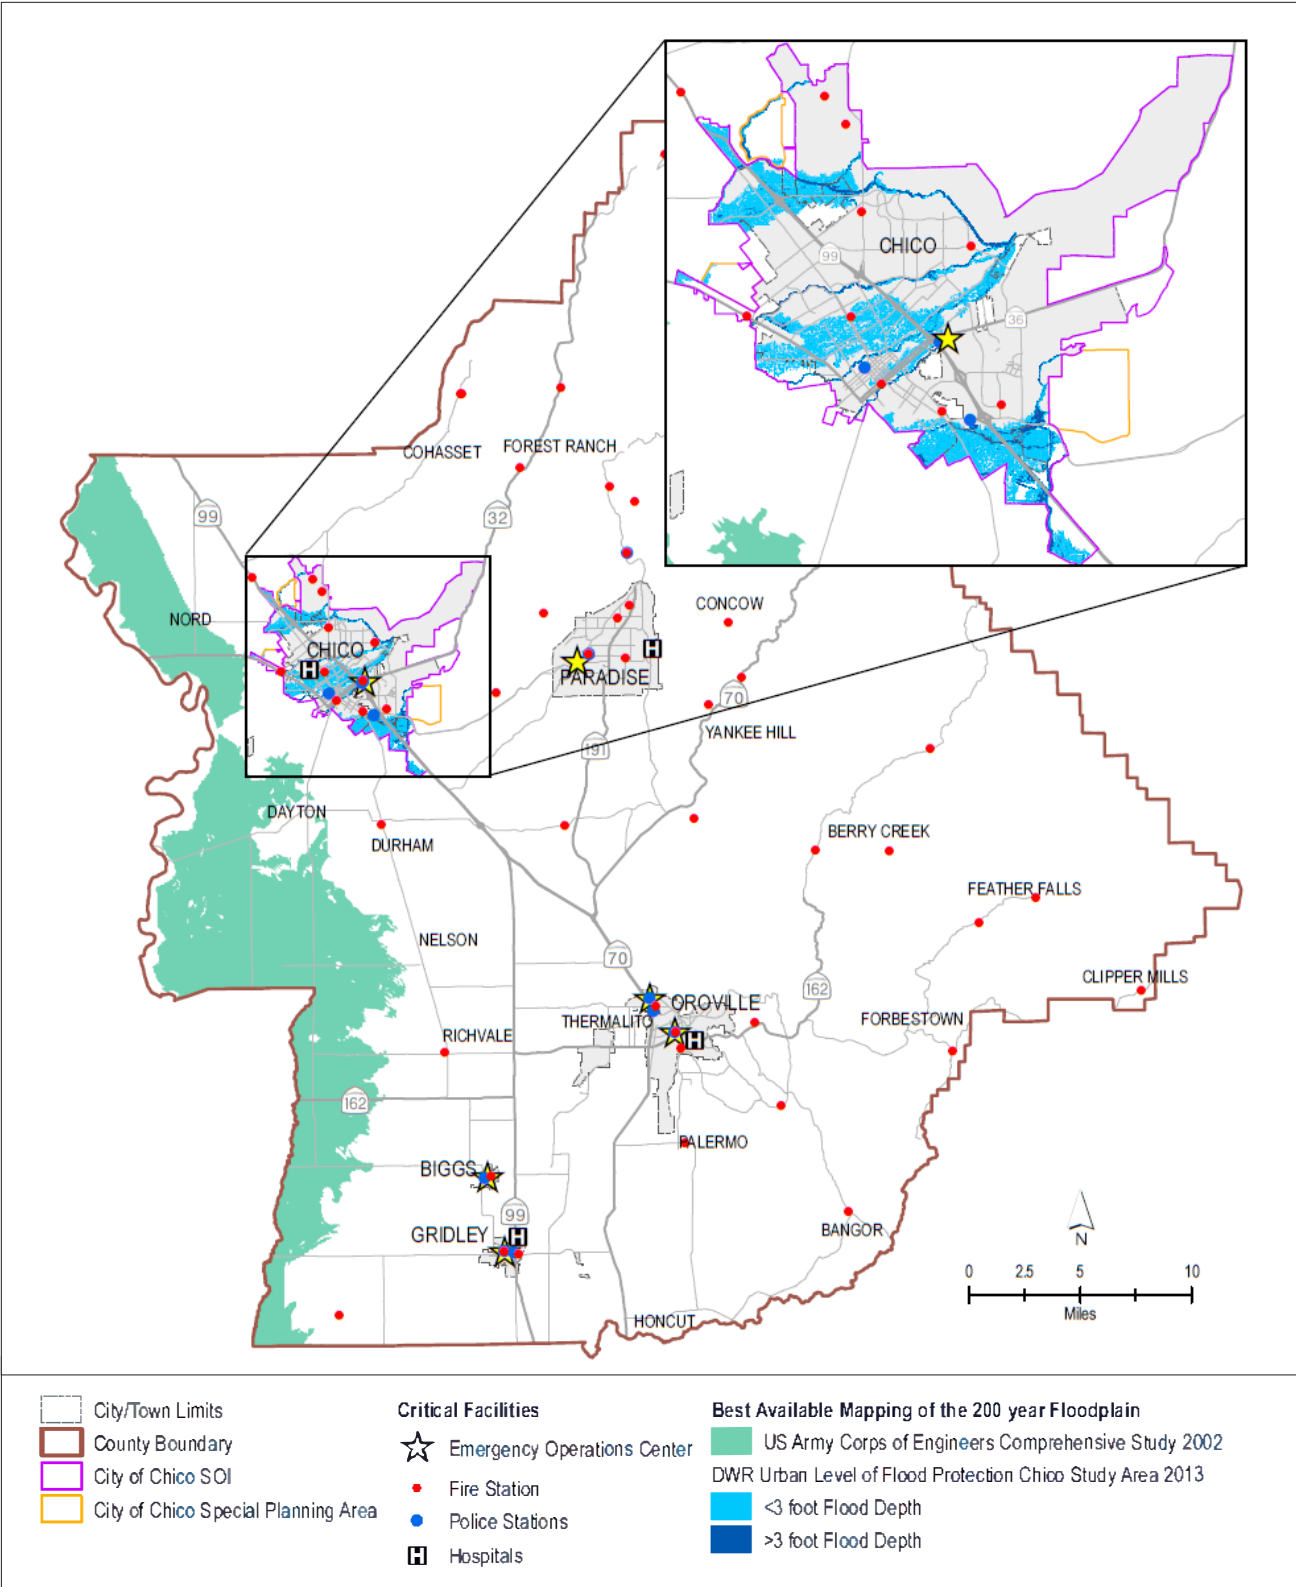 CHICO
99
36
COHASSET
FOREST RANCH
99
32
NORD
CONCOW
CHICO
H
H
PARADISE
70
YANKEE HILL
191
DAYTON
DURHAM
BERRY CREEK
FEATHER FALLS
NELSON
70
CLIPPER MILLS
162
OROVILLE
THERMALITO
FORBESTOWN
RICHVALE
H
162
PALERMO
BIGGS
99
GRIDLEY
H
BANGOR
N
0 2.5 5 10
Miles
HONCUT
City/Town Limits
County Boundary
City of Chico SOI
City of Chico Special Planning Area
Critical Facilities
Emergency Operations Center
Fire Station
Police Stations
H Hospitals
Best Available Mapping of the 200 year Floodplain
US Army Corps of Engineers Comprehensive Study 2002
DWR Urban Level of Flood Protection Chico Study Area 2013
<3 foot Flood Depth
>3 foot Flood Depth